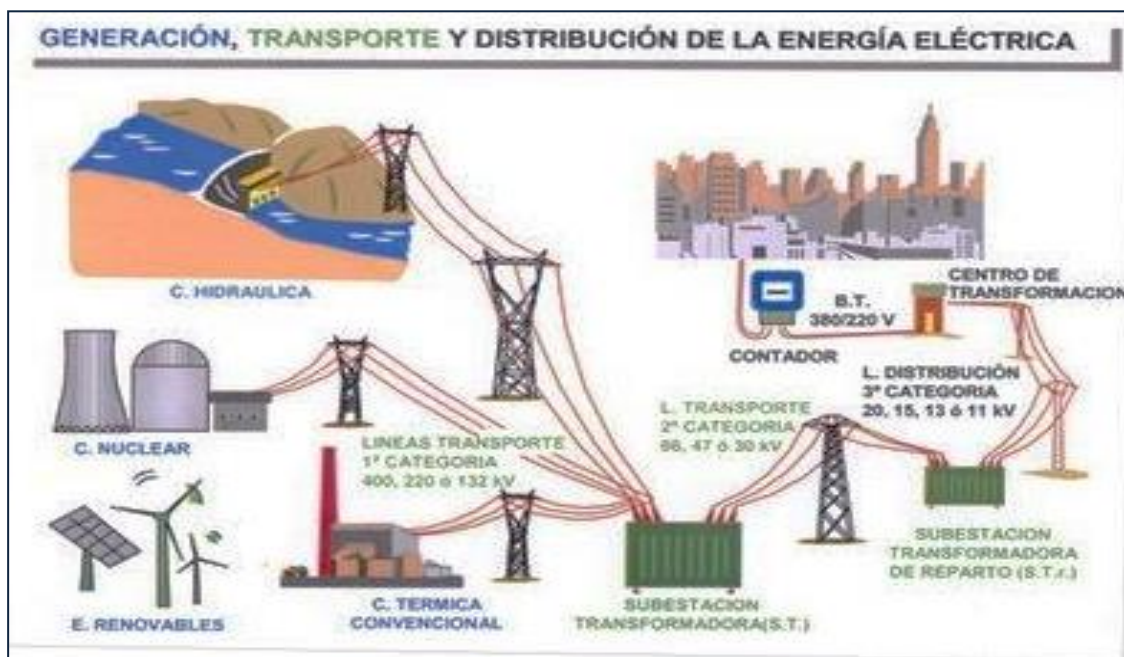 GENERACIÓN, TRANSPORTE Y DISTRIBUCIÓN DE LA ENERGÍA ELÉCTRICA
C. HIDRAULICA
CENTRO DE
TRANSFORMACION
B.T.
380/220 V
CONTADOR
L. DISTRIBUCIÓN
3ª CATEGORIA
20, 15, 13 ó 11 kV
C. NUCLEAR
LINEAS TRANSPORTE
1ª CATEGORIA
400, 220 ó 132 kV
L. TRANSPORTE
2ª CATEGORIA
66, 47 ó 30 kV
E. RENOVABLES
C. TERMICA
CONVENCIONAL
SUBESTACION
TRANSFORMADORA(S.T.)
SUBESTACION
TRANSFORMADORA
DE REPARTO (S.T.r.)